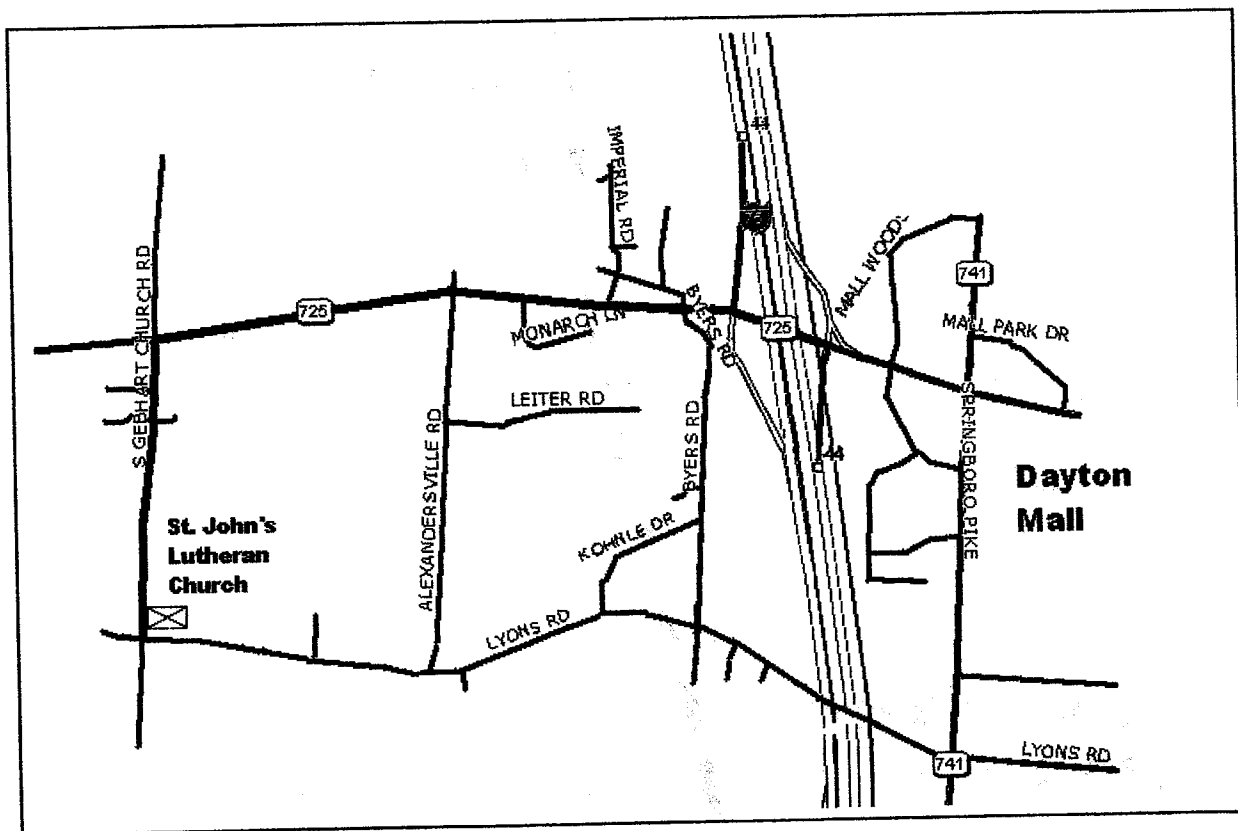 44
IMPERIAL RD
741
S GEBHART CHURCH RD
725
MONARCH LN
BYERS RD
725
MALL
MALL PARK DR
LEITER RD
ALEXANDERSVILLE RD
BYERS RD
44
SPRINGBORO PIKE
Dayton
Mall
St. John's
Lutheran
Church
KOHNLE DR
LYONS RD
741
LYONS RD